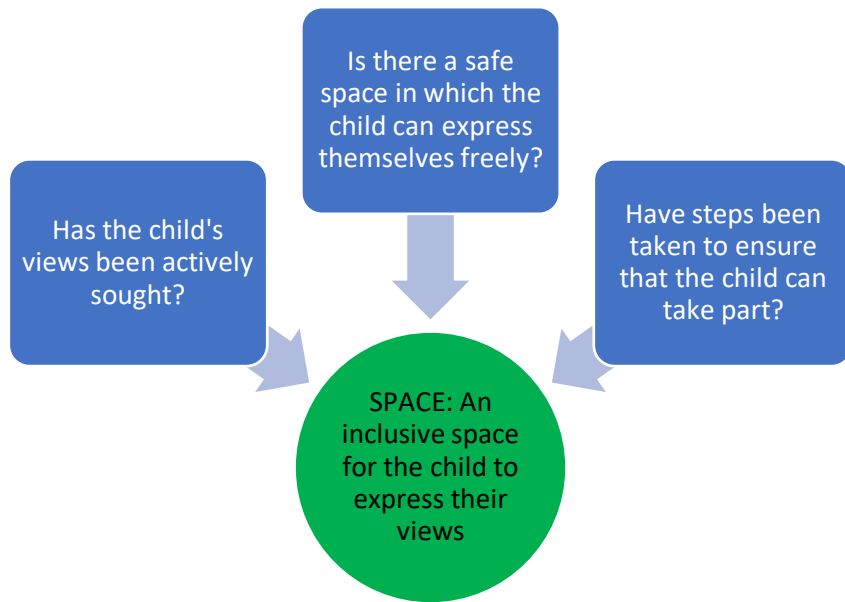 Is there a safe
space in which the
child can express
themselves freely?
Has the child's
views been actively
sought?
Have steps been
taken to ensure
that the child can
take part?
SPACE: An
inclusive space
for the child to
express their
views